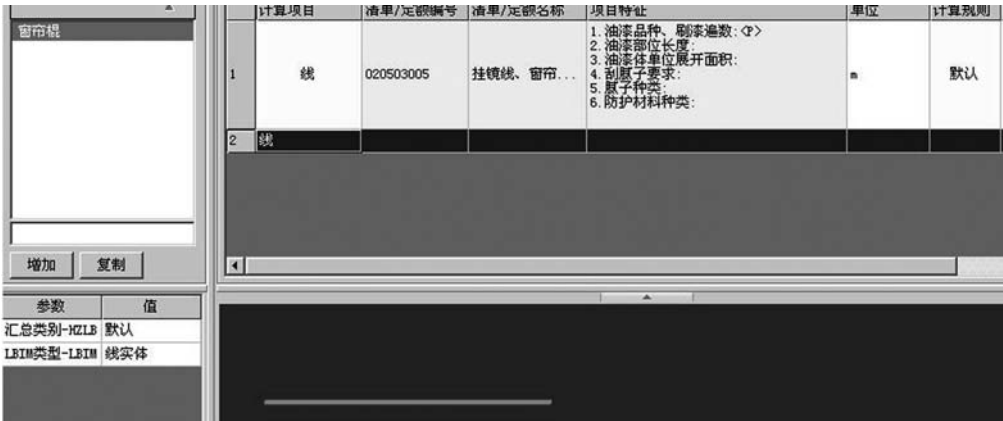 计算项目 清单/定额编号 清单/定额名称 项目特征 单位 计算规则
窗帘棍
1 线 020503005 挂镜线、窗帘... m 默认
1.油漆品种、刷漆遍数:<P>
2.油漆部位长度:
3.油漆体单位展开面积:
4.刮腻子要求:
5.腻子种类:
6.防护材料种类:
2 线
增加 复制
参数 值
汇总类别-HZLB 默认
LBIM类型-LBIM 线实体